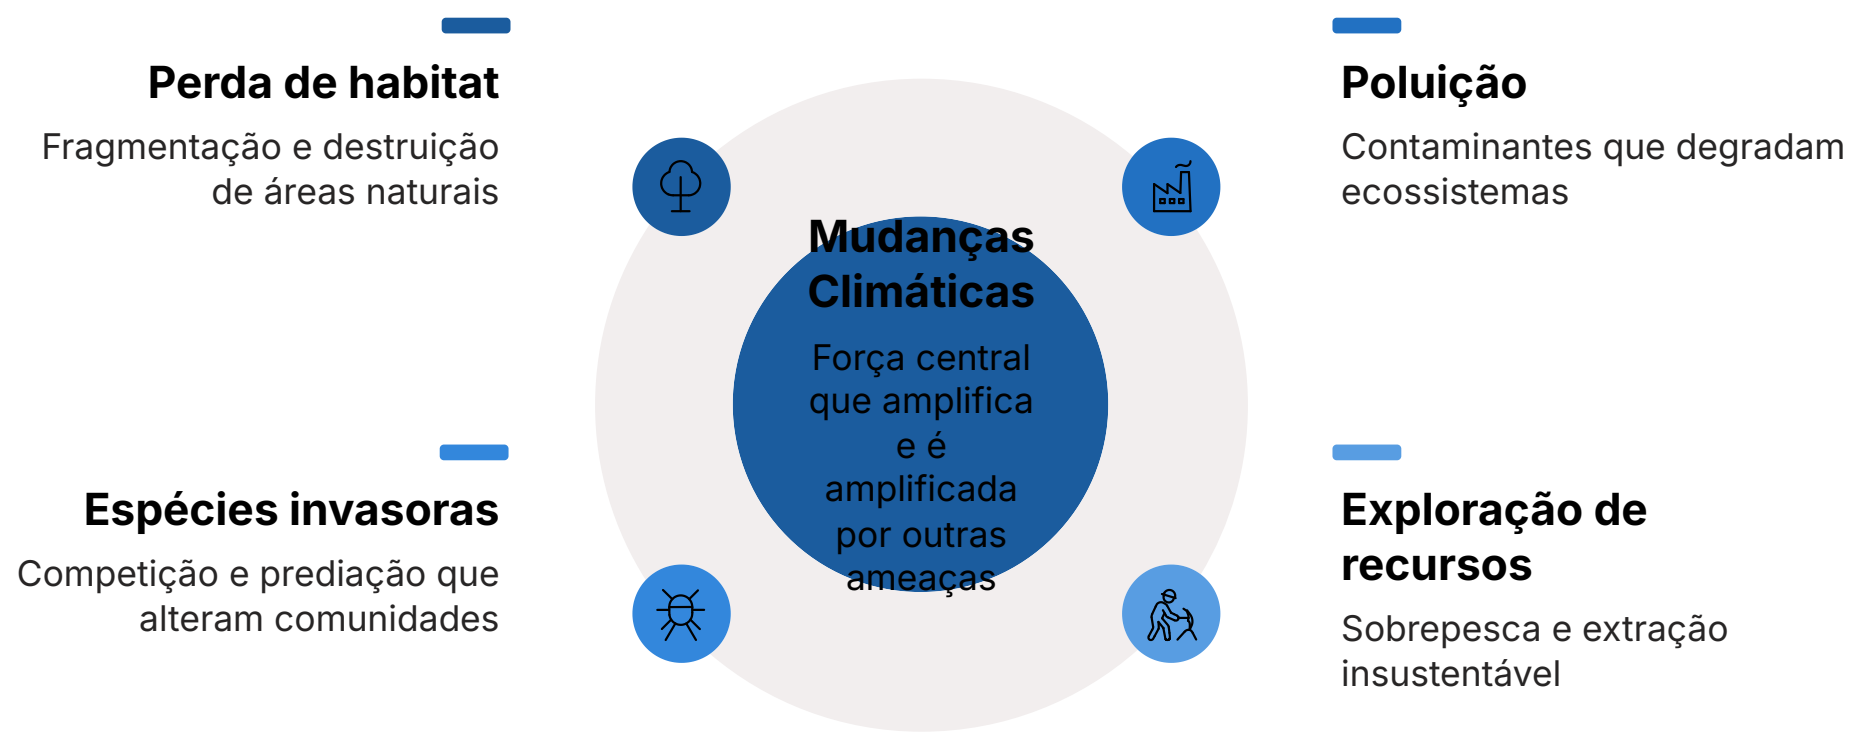 Perda de habitat
Fragmentação e destruição
de áreas naturais
Poluição
Contaminantes que degradam
ecossistemas
Mudanças
Climáticas
Força central
que amplifica
e é
amplificada
por outras
ameaças
Espécies invasoras
Competição e prediação que
alteram comunidades
Exploração de
recursos
Sobrepesca e extração
insustentável